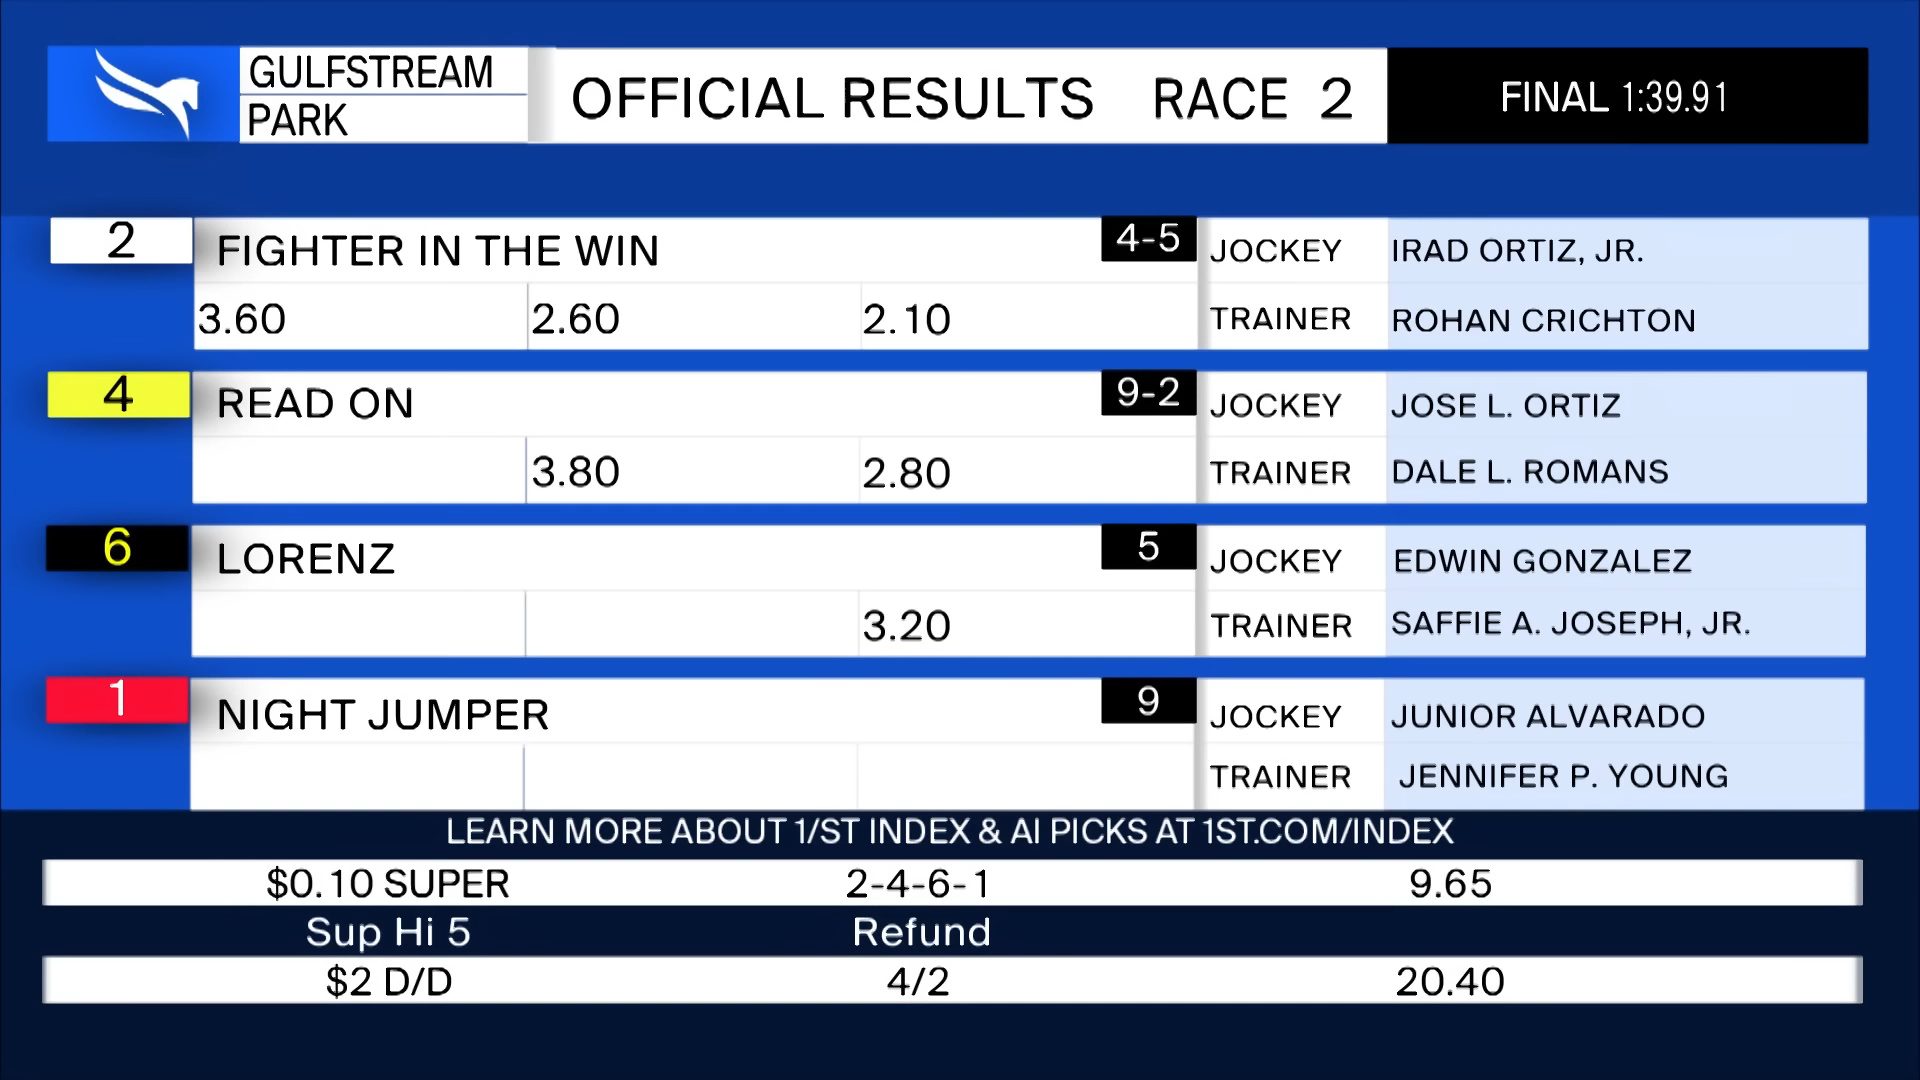 GULFSTREAM
PARK
OFFICIAL RESULTS RACE 2
FINAL 1:39.91
2 FIGHTER IN THE WIN 4-5 JOCKEY IRAD ORTIZ, JR.
3.60 2.60 2.10 TRAINER ROHAN CRICHTON
4 READ ON 9-2 JOCKEY JOSE L. ORTIZ
3.80 2.80 TRAINER DALE L. ROMANS
6 LORENZ 5 JOCKEY EDWIN GONZALEZ
3.20 TRAINER SAFFIE A. JOSEPH, JR.
1 NIGHT JUMPER 9 JOCKEY JUNIOR ALVARADO
TRAINER JENNIFER P. YOUNG
LEARN MORE ABOUT 1/ST INDEX & AI PICKS AT 1ST.COM/INDEX
$0.10 SUPER 2-4-6-1 9.65
Sup Hi 5 Refund
$2 D/D 4/2 20.40